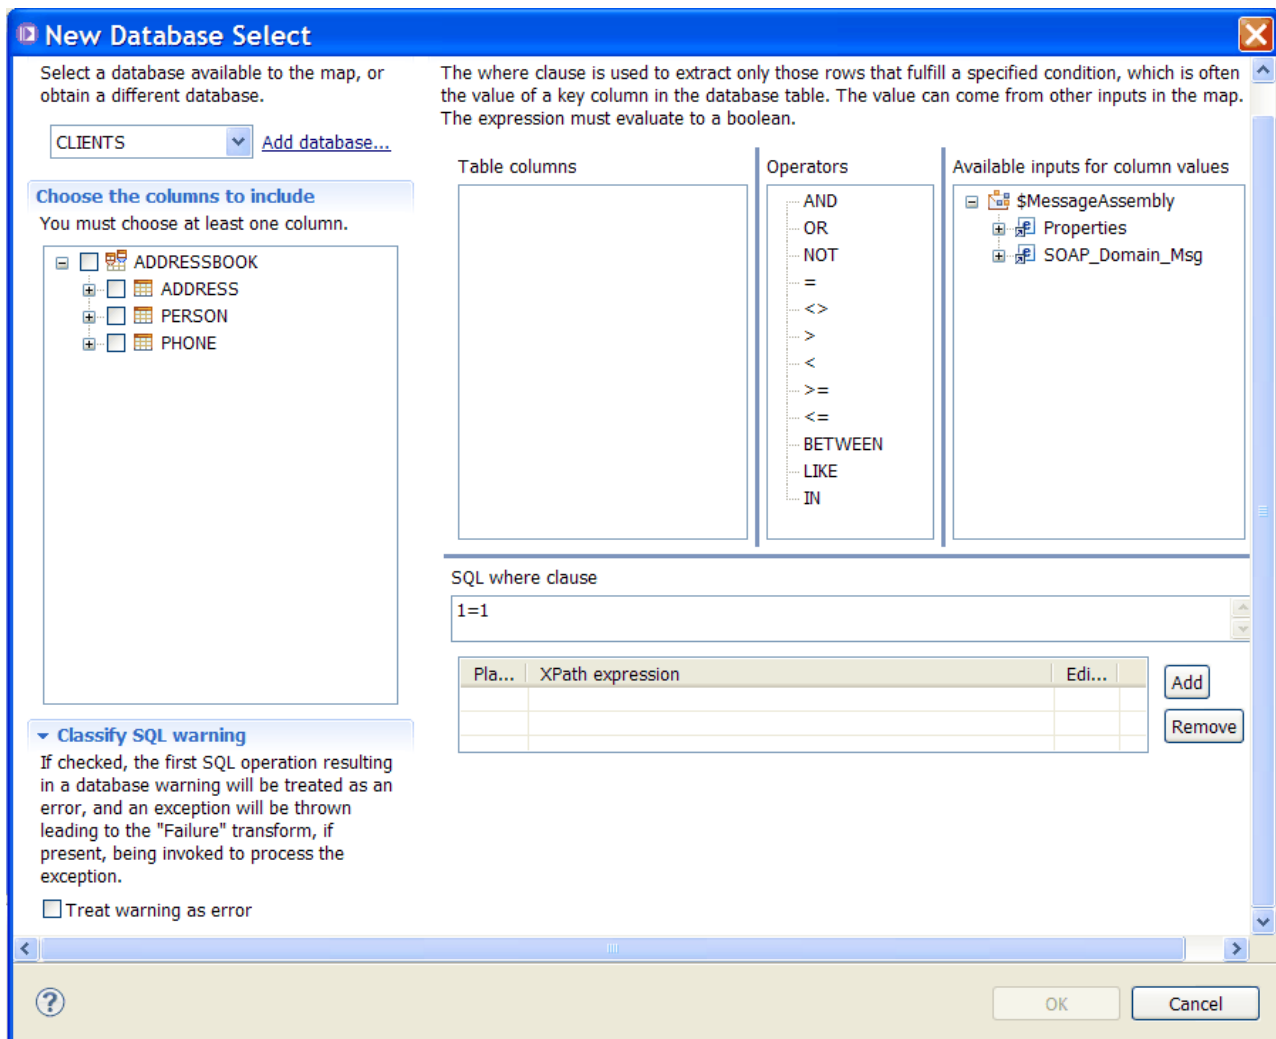 New Database Select
Select a database available to the map, or
obtain a different database.
CLIENTS
Add database...
Choose the columns to include
You must choose at least one column.
ADDRESSBOOK
ADDRESS
PERSON
PHONE
Classify SQL warning
If checked, the first SQL operation resulting
in a database warning will be treated as an
error, and an exception will be thrown
leading to the "Failure" transform, if
present, being invoked to process the
exception.
Treat warning as error
The where clause is used to extract only those rows that fulfill a specified condition, which is often
the value of a key column in the database table. The value can come from other inputs in the map.
The expression must evaluate to a boolean.
Table columns
Operators
AND
OR
NOT
=
<>
>
<
>=
<=
BETWEEN
LIKE
IN
Available inputs for column values
$MessageAssembly
Properties
SOAP_Domain_Msg
SQL where clause
1=1
Pla... XPath expression Edi...
Add
Remove
?
OK
Cancel